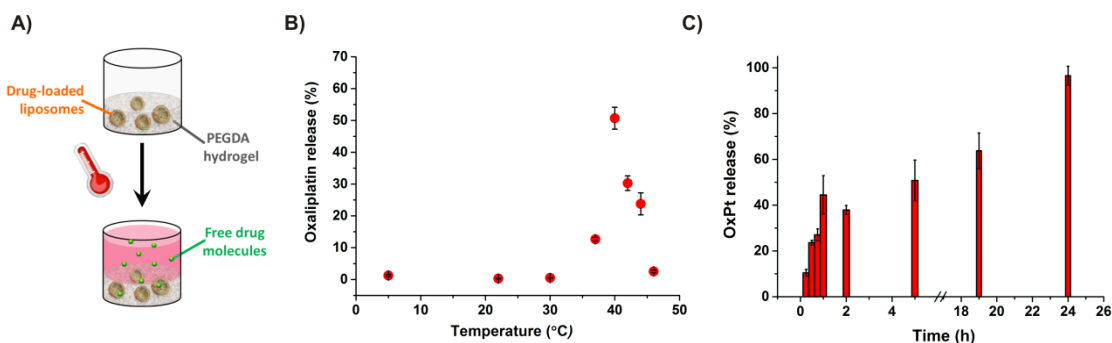 A)
Drug-loaded
liposomes
PEGDA
hydrogel
Free drug
molecules
B)
Oxaliplatin release (%)
70
60
50
40
30
20
10
0
0 10 20 30 40 50
Temperature (°C)
C)
OxPt release (%)
100
80
60
40
20
0
0 2 4 18 20 22 24 26
Time (h)